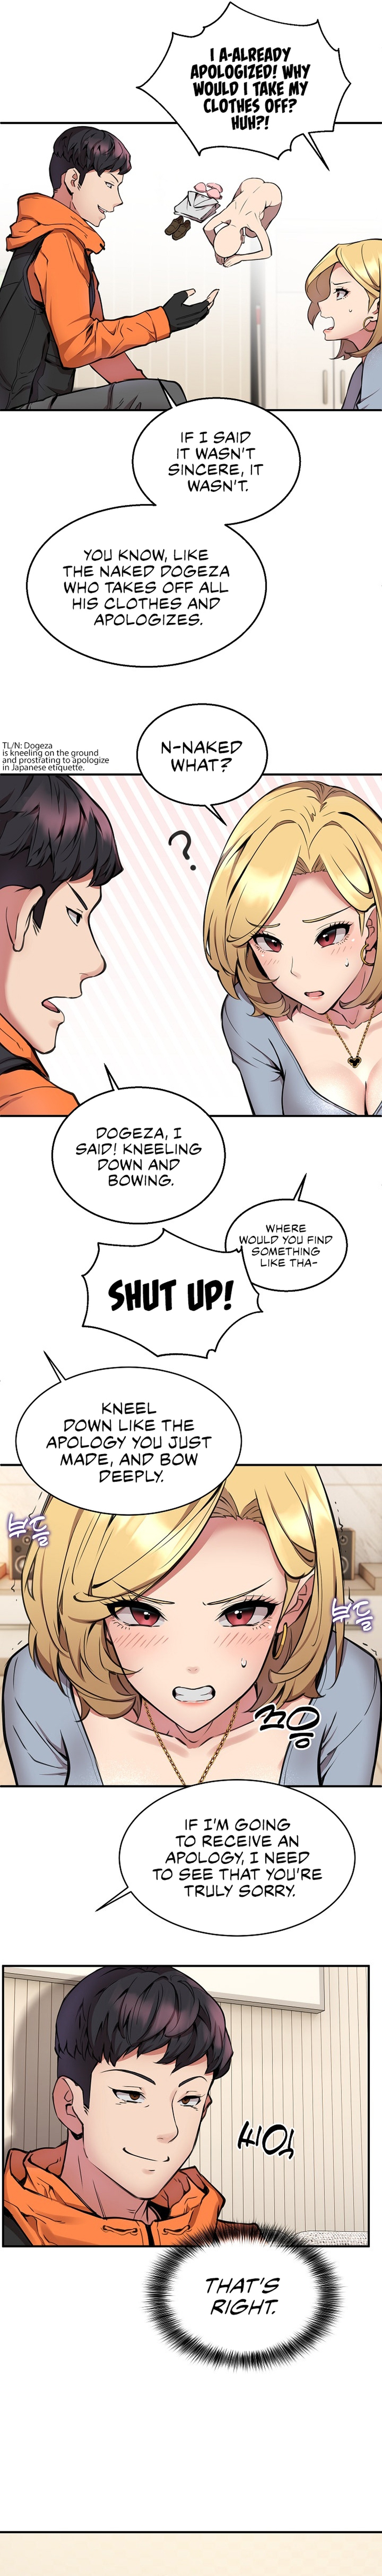 I A-ALREADY
APOLOGIZED! WHY
WOULD I TAKE MY
CLOTHES OFF?
HUH?!
IF I SAID
IT WASN'T
SINCERE, IT
WASN'T.
YOU KNOW, LIKE
THE NAKED DOGEZA
WHO TAKES OFF ALL
HIS CLOTHES AND
APOLOGIZES.
TL/N: Dogeza
is kneeling on the ground
and prostrating to apologize
in Japanese etiquette.
N-NAKED
WHAT?
?
DOGEZA, I
SAID! KNEELING
DOWN AND
BOWING.
WHERE
WOULD YOU FIND
SOMETHING
LIKE THA-
SHUT UP!
KNEEL
DOWN LIKE THE
APOLOGY YOU JUST
MADE, AND BOW
DEEPLY.
부들
부들
끄응
IF I'M GOING
TO RECEIVE AN
APOLOGY, I NEED
TO SEE THAT YOU'RE
TRULY SORRY.
THAT'S
RIGHT.